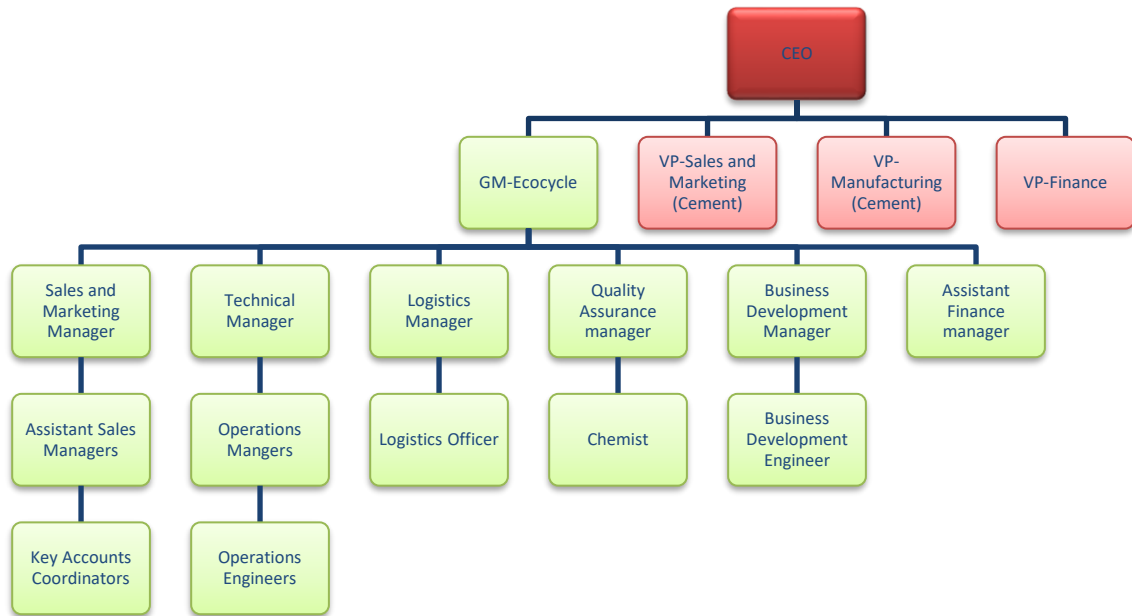 CEO
GM-Ecocycle
VP-Sales and
Marketing
(Cement)
VP-
Manufacturing
(Cement)
VP-Finance
Sales and
Marketing
Manager
Technical
Manager
Logistics
Manager
Quality
Assurance
manager
Business
Development
Manager
Assistant
Finance
manager
Assistant Sales
Managers
Operations
Mangers
Logistics Officer
Chemist
Business
Development
Engineer
Key Accounts
Coordinators
Operations
Engineers